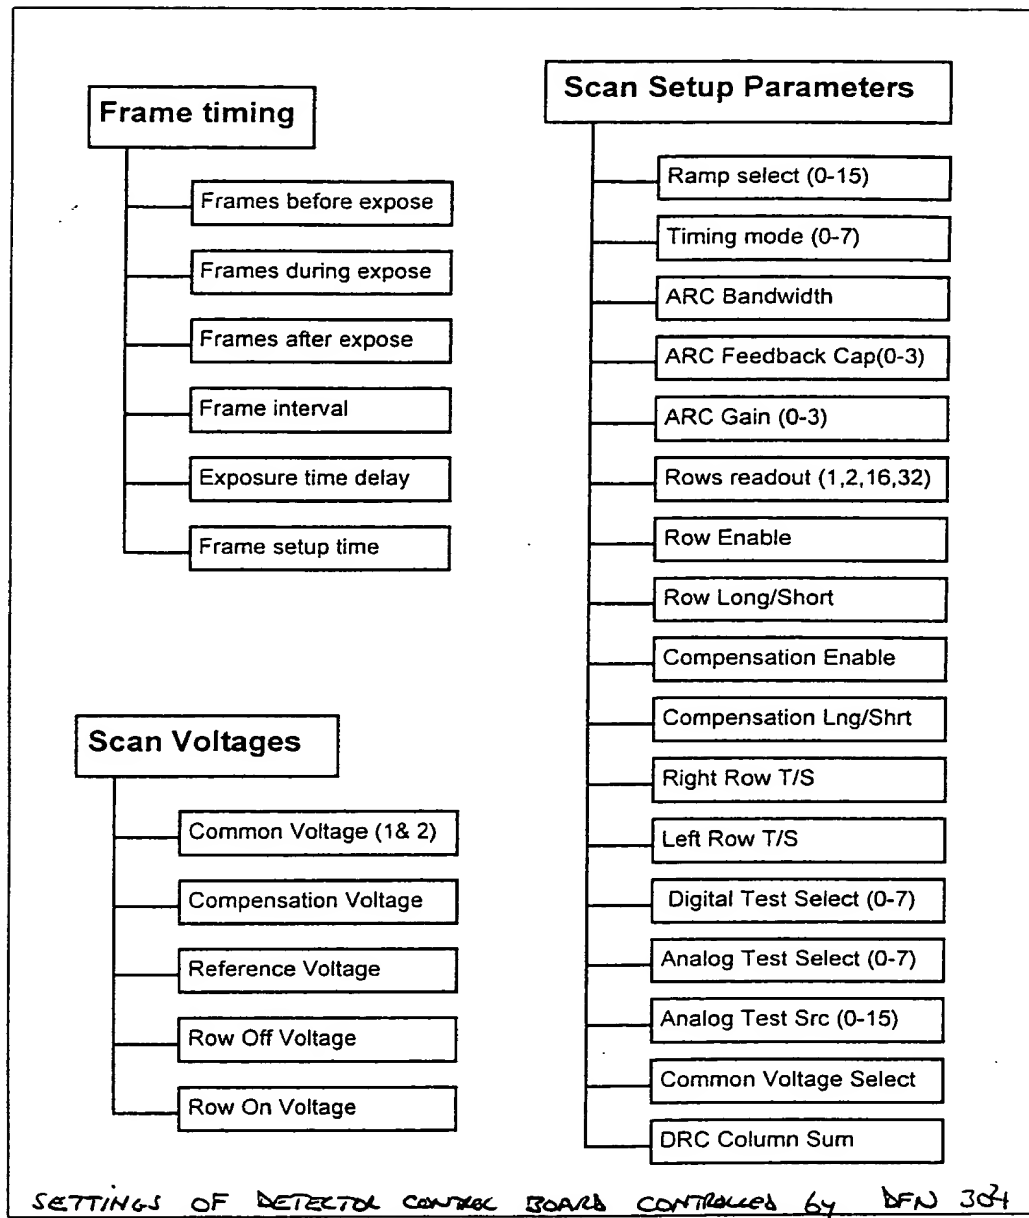 Frame timing
Frames before expose
Frames during expose
Frames after expose
Frame interval
Exposure time delay
Frame setup time
Scan Voltages
Common Voltage (1& 2)
Compensation Voltage
Reference Voltage
Row Off Voltage
Row On Voltage
Scan Setup Parameters
Ramp select (0-15)
Timing mode (0-7)
ARC Bandwidth
ARC Feedback Cap(0-3)
ARC Gain (0-3)
Rows readout (1,2,16,32)
Row Enable
Row Long/Short
Compensation Enable
Compensation Lng/Shrt
Right Row T/S
Left Row T/S
Digital Test Select (0-7)
Analog Test Select (0-7)
Analog Test Src (0-15)
Common Voltage Select
DRC Column Sum
SETTINGS OF DETECTOR CONTROL BOARD CONTROLLED by DFN 304